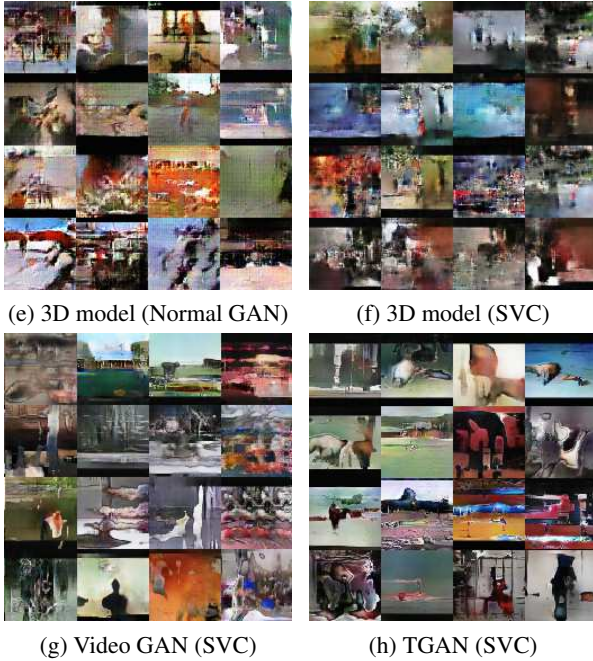 (e) 3D model (Normal GAN)
(f) 3D model (SVC)
(g) Video GAN (SVC)
(h) TGAN (SVC)